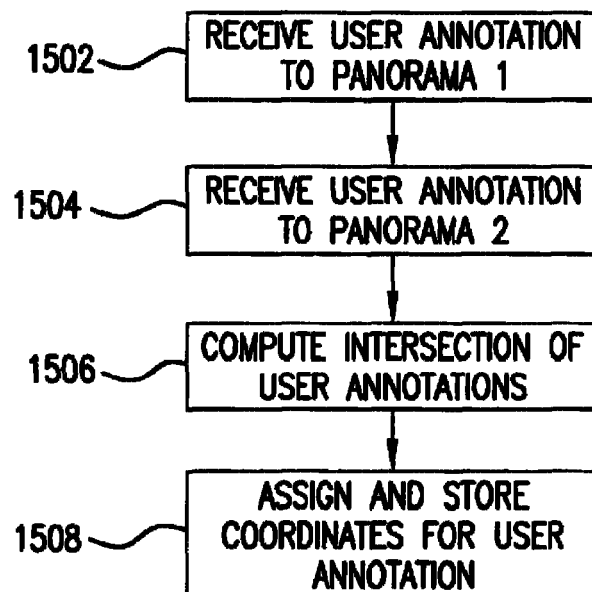 1502
RECEIVE USER ANNOTATION
TO PANORAMA 1
1504
RECEIVE USER ANNOTATION
TO PANORAMA 2
1506
COMPUTE INTERSECTION OF
USER ANNOTATIONS
1508
ASSIGN AND STORE
COORDINATES FOR USER
ANNOTATION